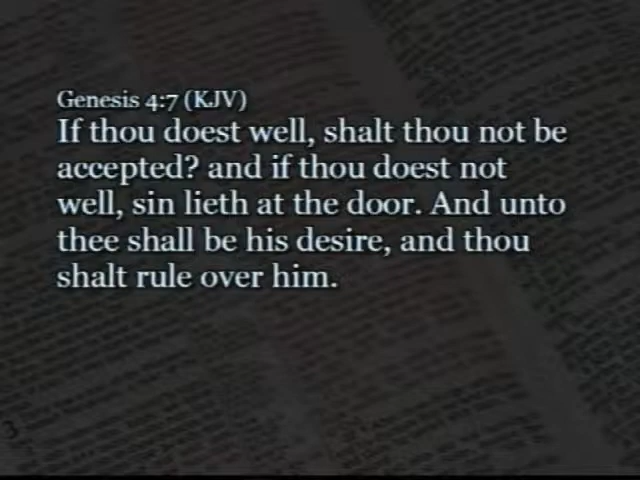 Genesis 4:7 (KJV)
If thou doest well, shalt thou not be
accepted? and if thou doest not
well, sin lieth at the door. And unto
thee shall be his desire, and thou
shalt rule over him.